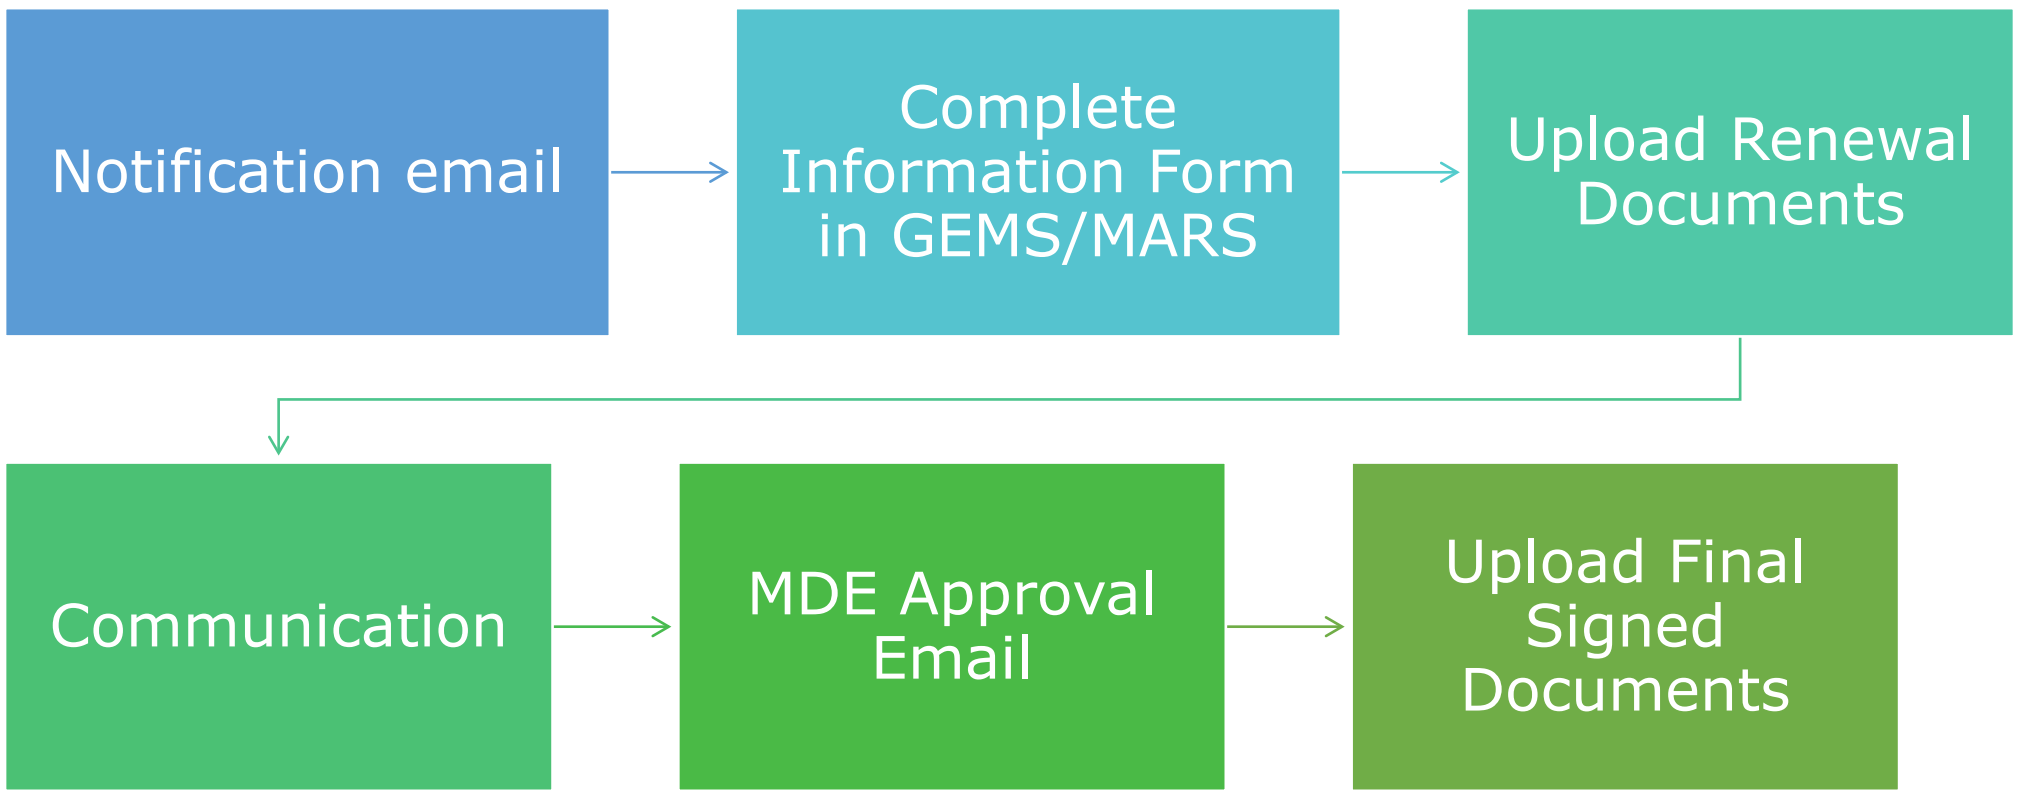 Notification email
Complete
Information Form
in GEMS/MARS
Upload Renewal
Documents
Communication
MDE Approval
Email
Upload Final
Signed
Documents